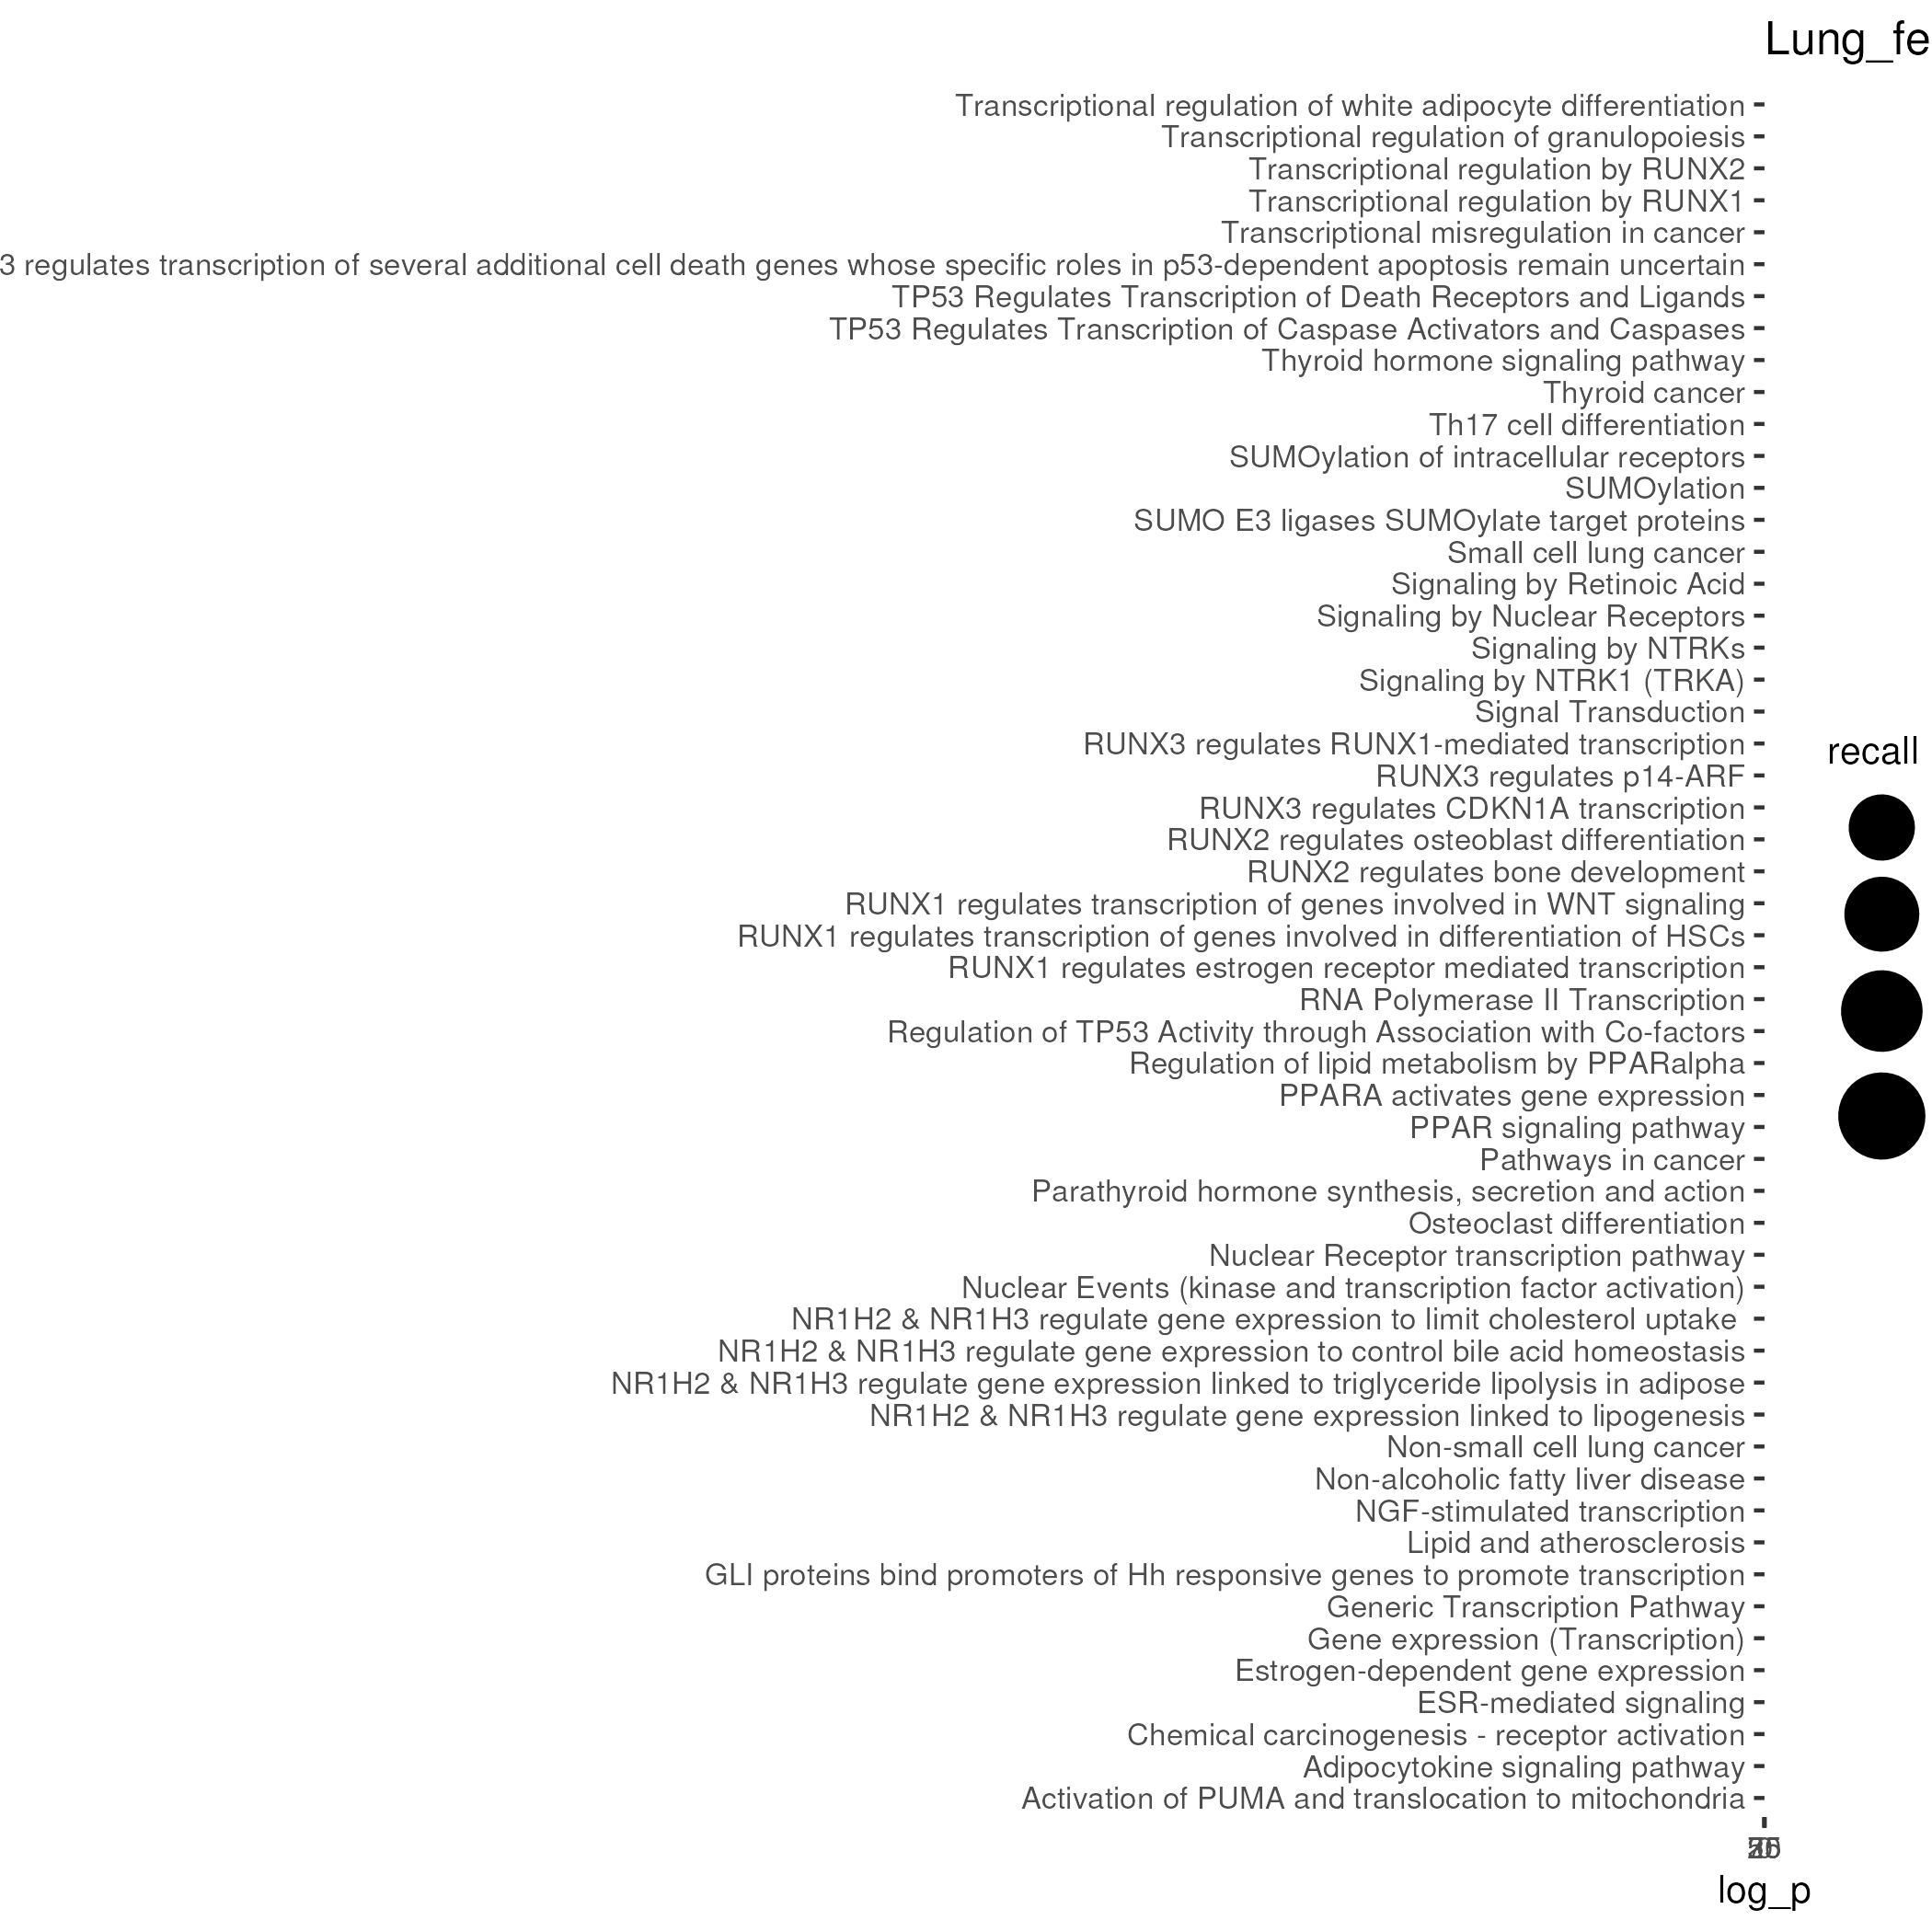 Lung_fe
Transcriptional regulation of white adipocyte differentiation
Transcriptional regulation of granulopoiesis
Transcriptional regulation by RUNX2
Transcriptional regulation by RUNX1
Transcriptional misregulation in cancer
3 regulates transcription of several additional cell death genes whose specific roles in p53-dependent apoptosis remain uncertain
TP53 Regulates Transcription of Death Receptors and Ligands
TP53 Regulates Transcription of Caspase Activators and Caspases
Thyroid hormone signaling pathway
Thyroid cancer
Th17 cell differentiation
SUMOylation of intracellular receptors
SUMOylation
SUMO E3 ligases SUMOylate target proteins
Small cell lung cancer
Signaling by Retinoic Acid
Signaling by Nuclear Receptors
Signaling by NTRKs
Signaling by NTRK1 (TRKA)
Signal Transduction
RUNX3 regulates RUNX1-mediated transcription
RUNX3 regulates p14-ARF
RUNX3 regulates CDKN1A transcription
RUNX2 regulates osteoblast differentiation
RUNX2 regulates bone development
RUNX1 regulates transcription of genes involved in WNT signaling
RUNX1 regulates transcription of genes involved in differentiation of HSCs
RUNX1 regulates estrogen receptor mediated transcription
RNA Polymerase II Transcription
Regulation of TP53 Activity through Association with Co-factors
Regulation of lipid metabolism by PPARalpha
PPARA activates gene expression
PPAR signaling pathway
Pathways in cancer
Parathyroid hormone synthesis, secretion and action
Osteoclast differentiation
Nuclear Receptor transcription pathway
Nuclear Events (kinase and transcription factor activation)
NR1H2 & NR1H3 regulate gene expression to limit cholesterol uptake
NR1H2 & NR1H3 regulate gene expression to control bile acid homeostasis
NR1H2 & NR1H3 regulate gene expression linked to triglyceride lipolysis in adipose
NR1H2 & NR1H3 regulate gene expression linked to lipogenesis
Non-small cell lung cancer
Non-alcoholic fatty liver disease
NGF-stimulated transcription
Lipid and atherosclerosis
GLI proteins bind promoters of Hh responsive genes to promote transcription
Generic Transcription Pathway
Gene expression (Transcription)
Estrogen-dependent gene expression
ESR-mediated signaling
Chemical carcinogenesis - receptor activation
Adipocytokine signaling pathway
Activation of PUMA and translocation to mitochondria
log_p
recall